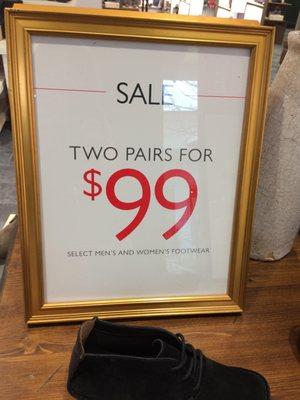 SALE
TWO PAIRS FOR
$99
SELECT MEN'S AND WOMEN'S FOOTWEAR.